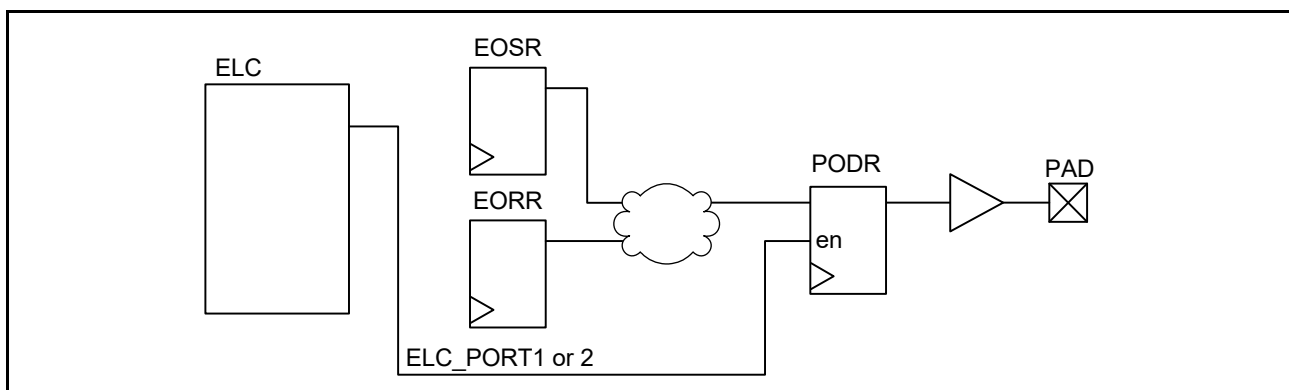 ELC
EOSR
EORR
PODR
en
PAD
ELC_PORT1 or 2